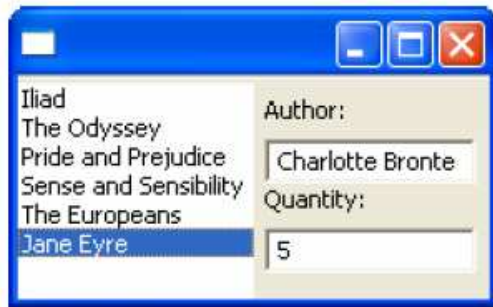 Iliad
The Odyssey
Pride and Prejudice
Sense and Sensibility
The Europeans
Jane Eyre
Author:
Charlotte Bronte
Quantity:
5